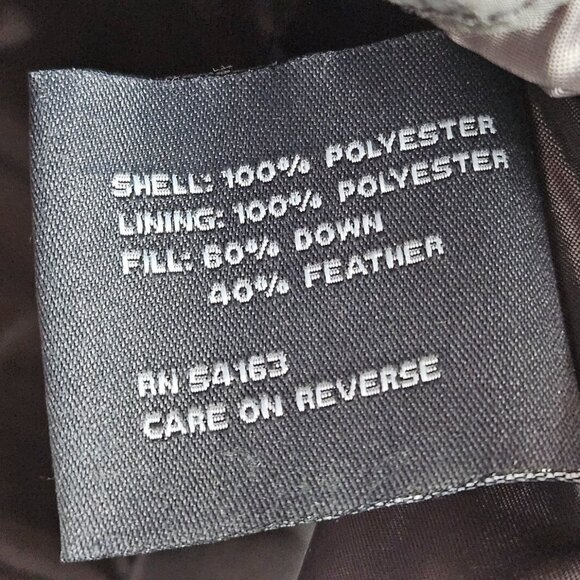 SHELL: 100% POLYESTER
LINING: 100% POLYESTER
FILL: 60% DOWN
40% FEATHER
RN 54163
CARE ON REVERSE